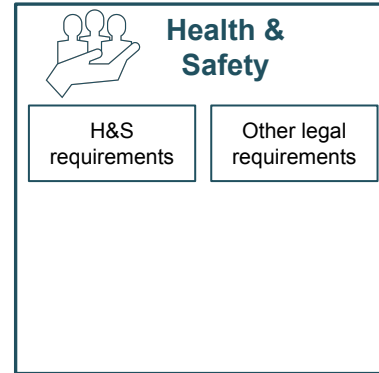 Health &
Safety
H&S
requirements
Other legal
requirements